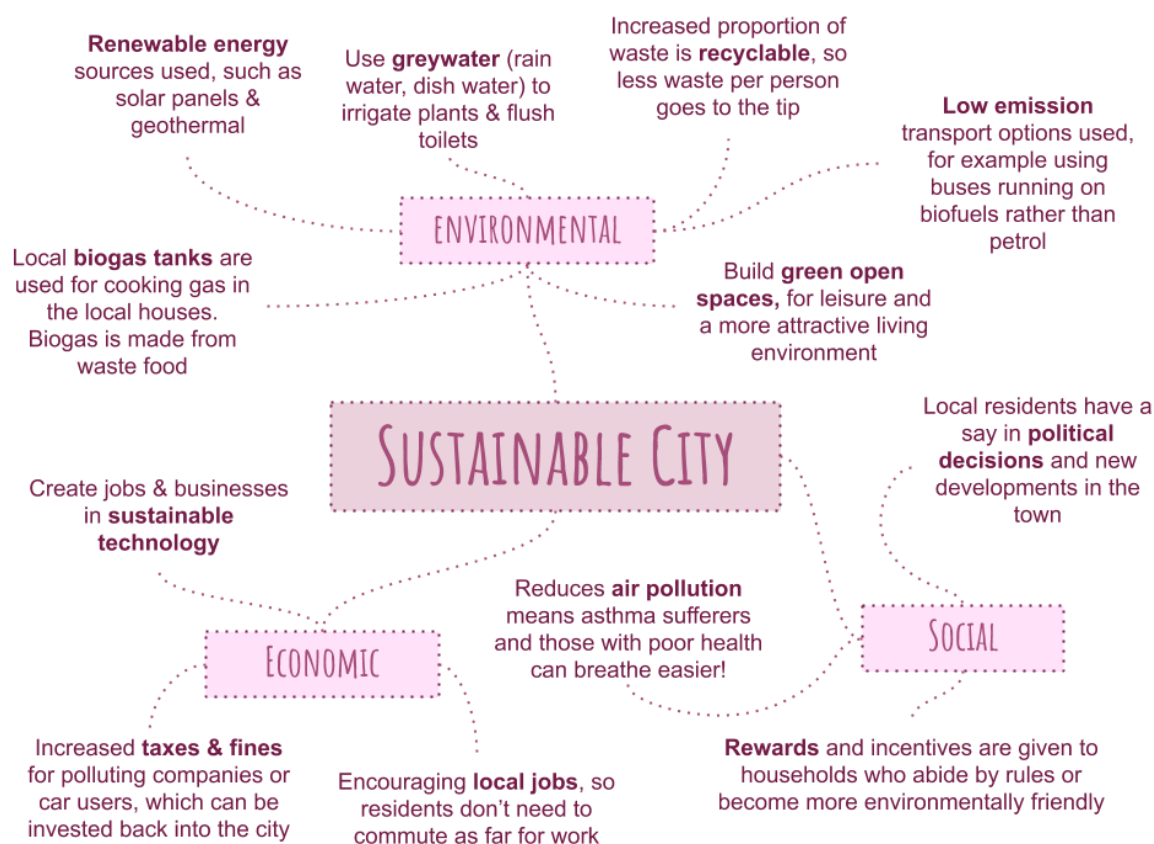 Renewable energy
sources used, such as
solar panels &
geothermal
Use greywater (rain
water, dish water) to
irrigate plants & flush
toilets
Increased proportion of
waste is recyclable, so
less waste per person
goes to the tip
Low emission
transport options used,
for example using
buses running on
biofuels rather than
petrol
ENVIRONMENTAL
Local biogas tanks are
used for cooking gas in
the local houses.
Biogas is made from
waste food
Build green open
spaces, for leisure and
a more attractive living
environment
SUSTAINABLE CITY
Local residents have a
say in political
decisions and new
developments in the
town
Create jobs & businesses
in sustainable
technology
Reduces air pollution
means asthma sufferers
and those with poor health
can breathe easier!
SOCIAL
ECONOMIC
Increased taxes & fines
for polluting companies or
car users, which can be
invested back into the city
Encouraging local jobs, so
residents don't need to
commute as far for work
Rewards and incentives are given to
households who abide by rules or
become more environmentally friendly